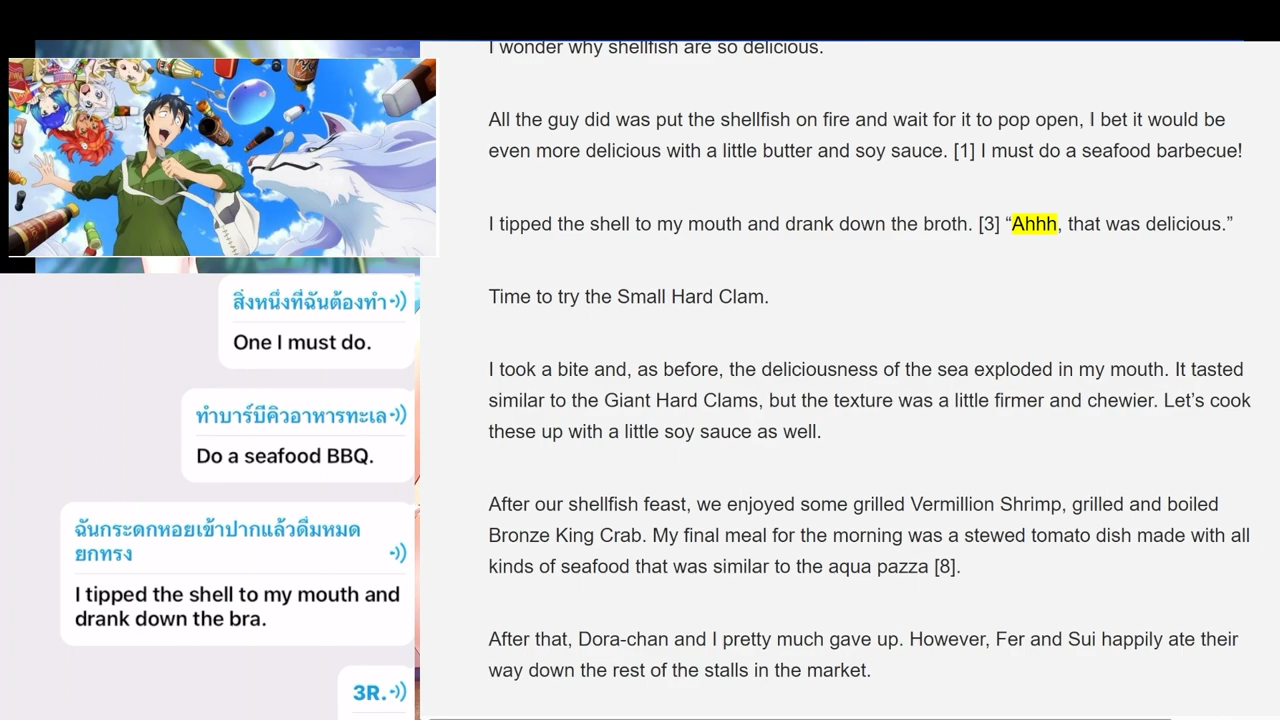 I wonder why shellfish are so delicious.
All the guy did was put the shellfish on fire and wait for it to pop open, I bet it would be
even more delicious with a little butter and soy sauce. [1] I must do a seafood barbecue!
I tipped the shell to my mouth and drank down the broth. [3] “Ahhh, that was delicious.”
Time to try the Small Hard Clam.
I took a bite and, as before, the deliciousness of the sea exploded in my mouth. It tasted
similar to the Giant Hard Clams, but the texture was a little firmer and chewier. Let’s cook
these up with a little soy sauce as well.
After our shellfish feast, we enjoyed some grilled Vermillion Shrimp, grilled and boiled
Bronze King Crab. My final meal for the morning was a stewed tomato dish made with all
kinds of seafood that was similar to the aqua pazza [8].
After that, Dora-chan and I pretty much gave up. However, Fer and Sui happily ate their
way down the rest of the stalls in the market.
สิ่งหนึ่งที่ฉันต้องทำ
One I must do.
ทำบาร์บีคิวอาหารทะเล
Do a seafood BBQ.
ฉันกระดกหอยเข้าปากแล้วดื่มหมด
ยกทรง
I tipped the shell to my mouth and
drank down the bra.
3R.